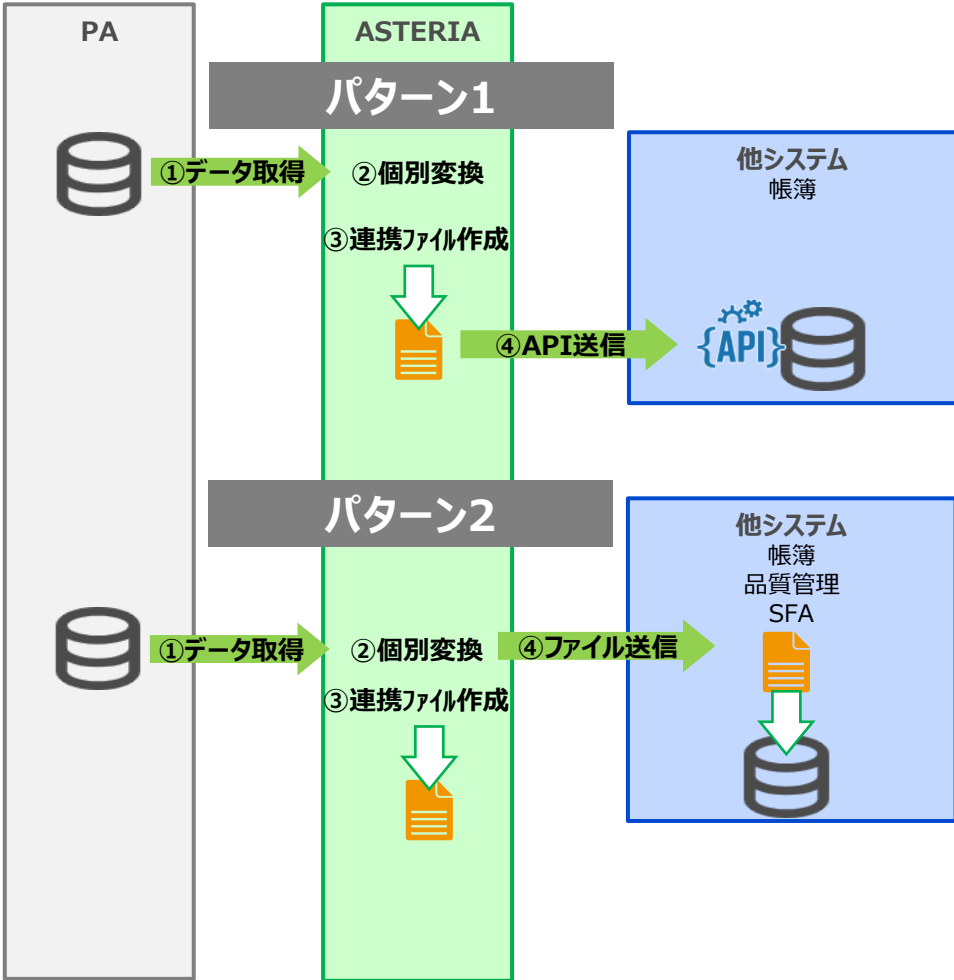 PA
ASTERIA
パターン1
①データ取得
②個別変換
③連携ファイル作成
④API送信
他システム
帳簿
{API}
パターン2
①データ取得
②個別変換
③連携ファイル作成
④ファイル送信
他システム
帳簿
品質管理
SFA